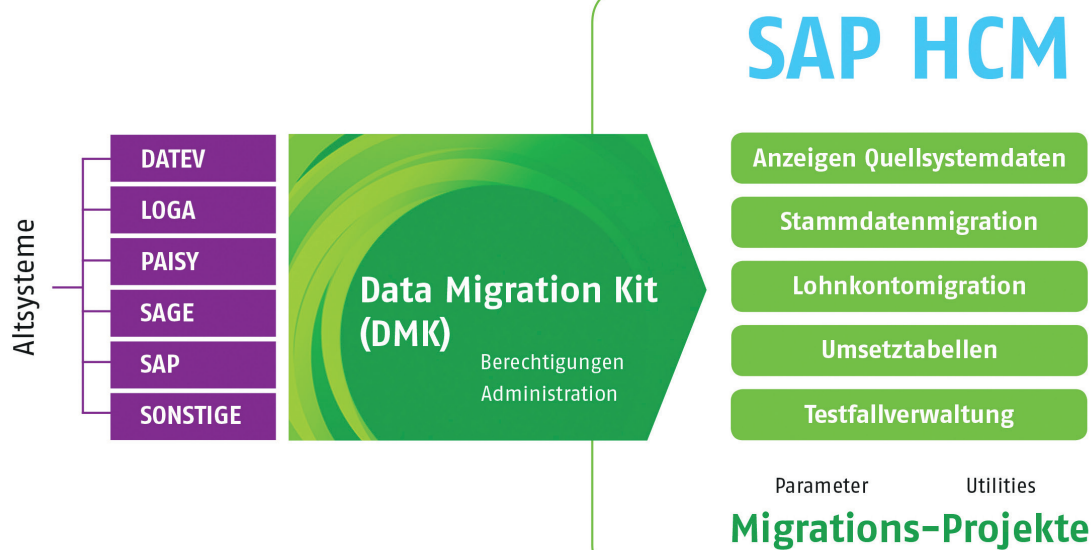 SAP HCM
Altsysteme
DATEV
LOGA
PAISY
SAGE
SAP
SONSTIGE
Data Migration Kit
(DMK)
Berechtigungen
Administration
Anzeigen Quellsystemdaten
Stammdatenmigration
Lohnkontomigration
Umsetztabellen
Testfallverwaltung
Parameter Utilities
Migrations-Projekte